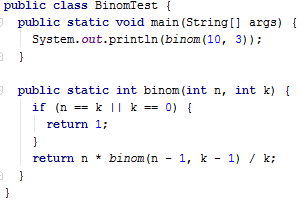 public class BinomTest {
public static void main(String[] args) {
System.out.println(binom(10, 3));
}
public static int binom(int n, int k) {
if (n == k || k == 0) {
return 1;
}
return n * binom(n - 1, k - 1) / k;
}
}